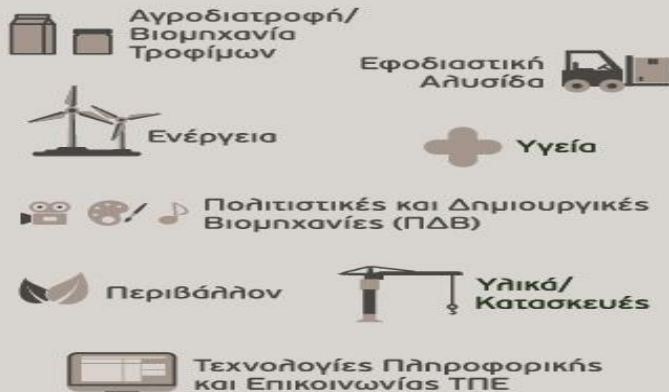 Αγροδιατροφή/
Βιομηχανία
Τροφίμων
Εφοδιαστική
Αλυσίδα
Ενέργεια
Υγεία
Πολιτιστικές και Δημιουργικές
Βιομηχανίες (ΠΔΒ)
Περιβάλλον
Υλικά/
Κατασκευές
Τεχνολογίες Πληροφορικής
και Επικοινωνίας ΤΠΕ